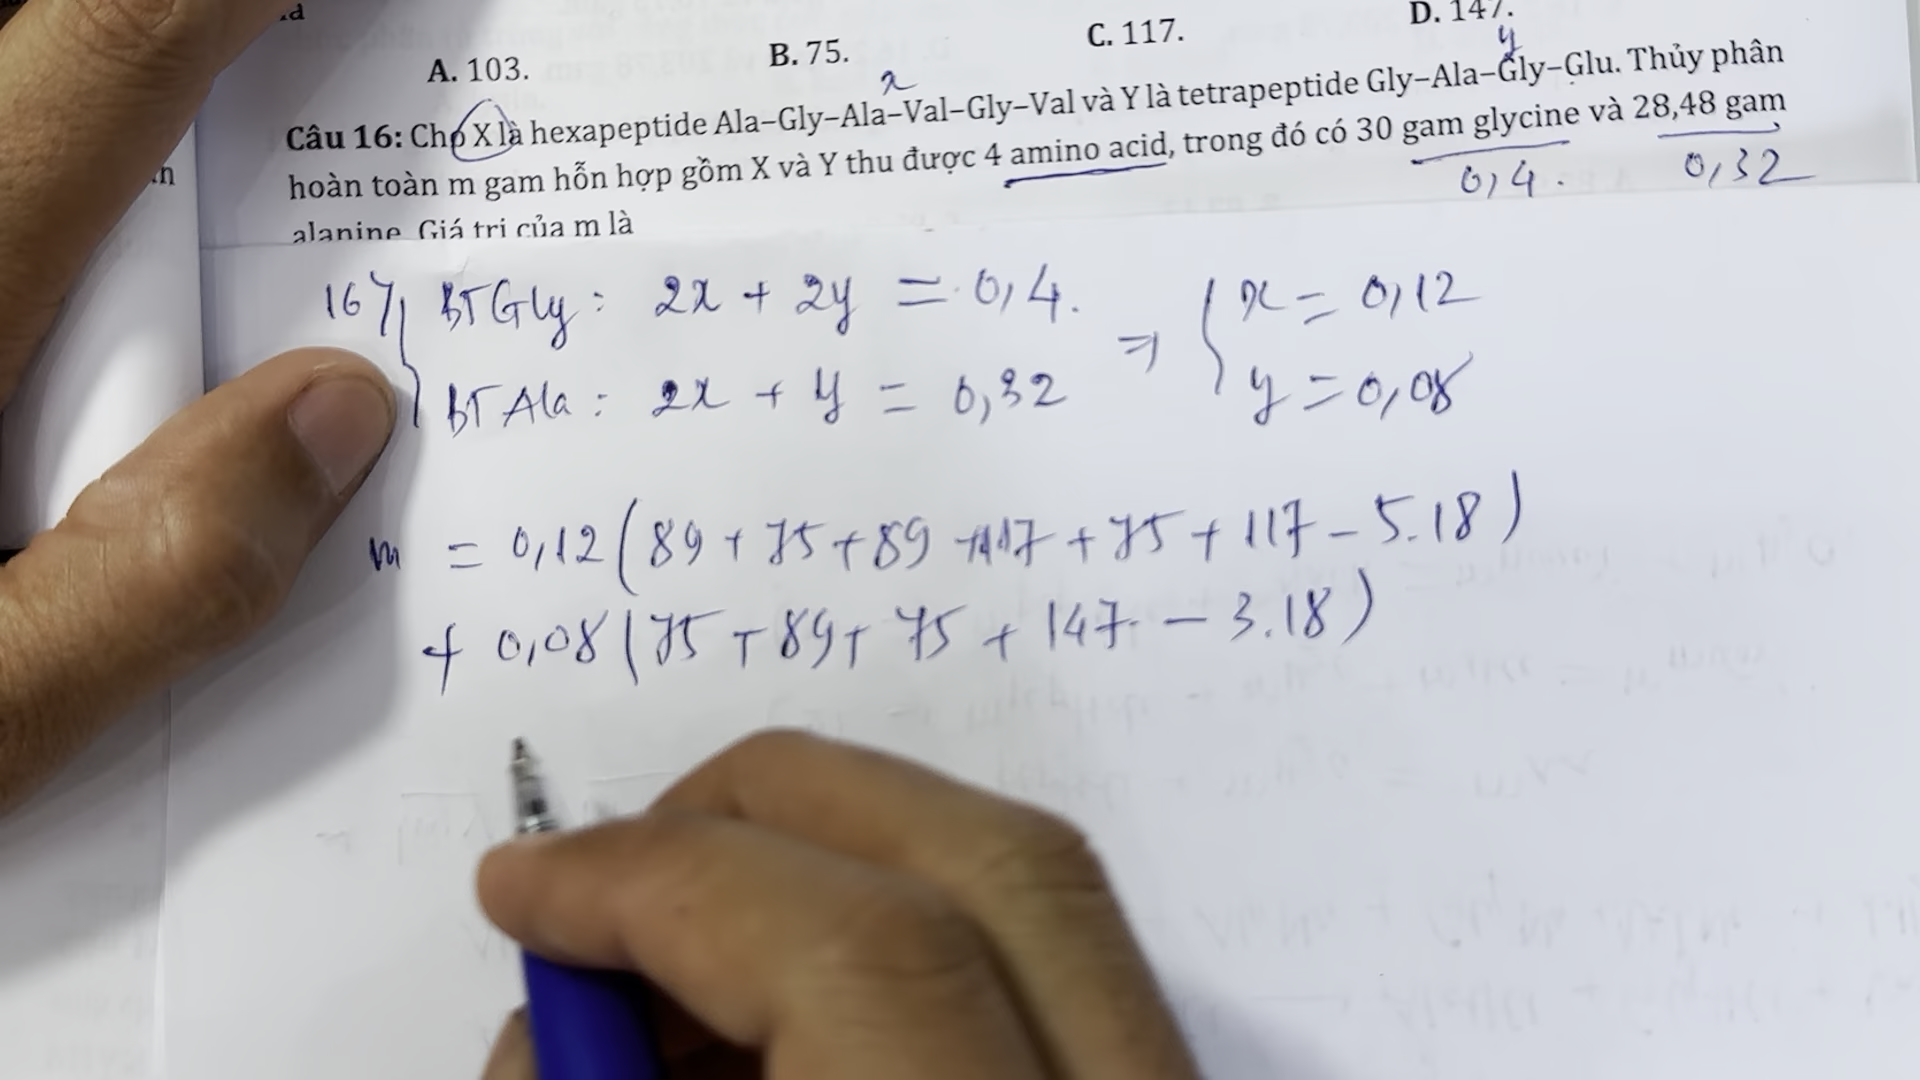 A. 103.
B. 75.
C. 117.
D. 147.
x
y
Câu 16: Cho X là hexapeptide Ala–Gly–Ala–Val–Gly–Val và Y là tetrapeptide Gly–Ala–Gly–Glu. Thủy phân
hoàn toàn m gam hỗn hợp gồm X và Y thu được 4 amino acid, trong đó có 30 gam glycine và 28,48 gam
0,4.
0,32
alanine. Giá trị của m là
16/ BT Gly: 2x + 2y = 0,4. => x = 0,12
BT Ala: 2x + y = 0,32 y = 0,08
m = 0,12 (89 + 75 + 89 + 117 + 75 + 117 – 5.18)
+ 0,08 (75 + 89 + 75 + 147 – 3.18)